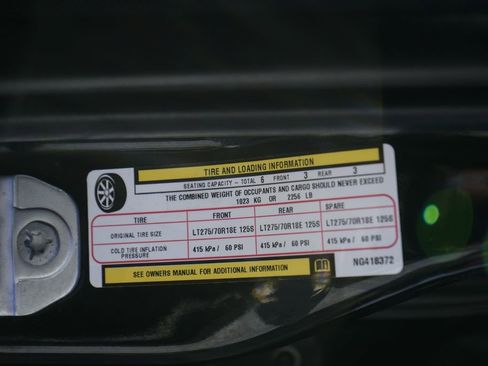 TIRE AND LOADING INFORMATION
SEATING CAPACITY - TOTAL 6 FRONT 3 REAR 3
THE COMBINED WEIGHT OF OCCUPANTS AND CARGO SHOULD NEVER EXCEED
1023 KG OR 2256 LB
TIRE FRONT REAR SPARE
ORIGINAL TIRE SIZE LT275/70R18E 125S LT275/70R18E 125S LT275/70R18E 125S
COLD TIRE INFLATION PRESSURE 415 kPa / 60 PSI 415 kPa / 60 PSI 415 kPa / 60 PSI
SEE OWNERS MANUAL FOR ADDITIONAL INFORMATION
NG418372